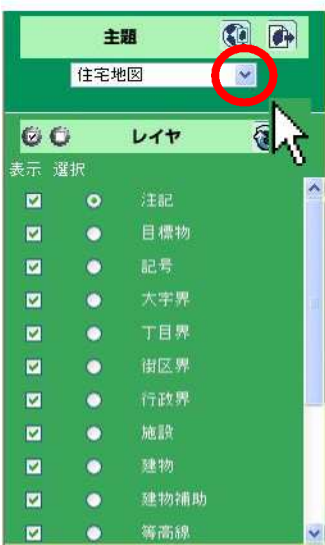 主題
住宅地図
レイヤ
表示 選択
注記
目標物
記号
大字界
丁目界
街区界
行政界
施設
建物
建物補助
等高線